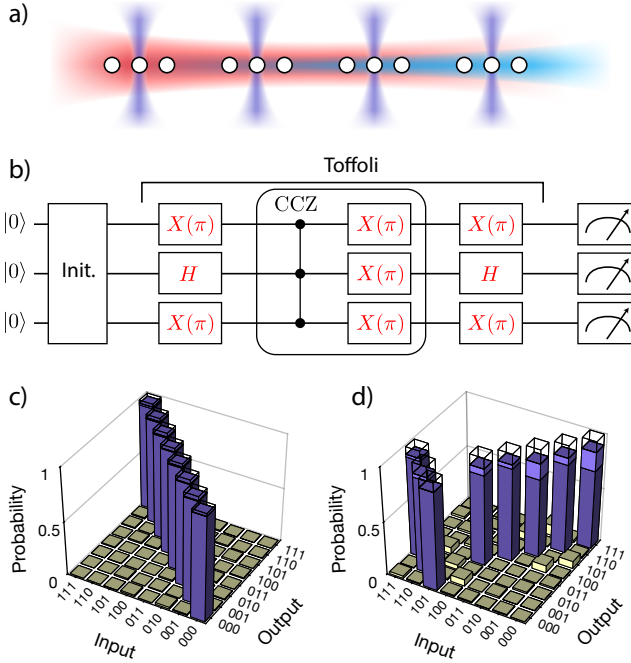 a)
b)
Toffoli
CCZ
|0⟩ X(π) X(π) X(π)
|0⟩ Init. H X(π) H
|0⟩ X(π) X(π) X(π)
c)
1
0.5
0
Probability
111
110
101
100
011
010
001
000
Input
000
001
010
011
100
101
110
111
Output
d)
1
0.5
0
Probability
111
110
101
100
011
010
001
000
Input
000
001
010
011
100
101
110
111
Output